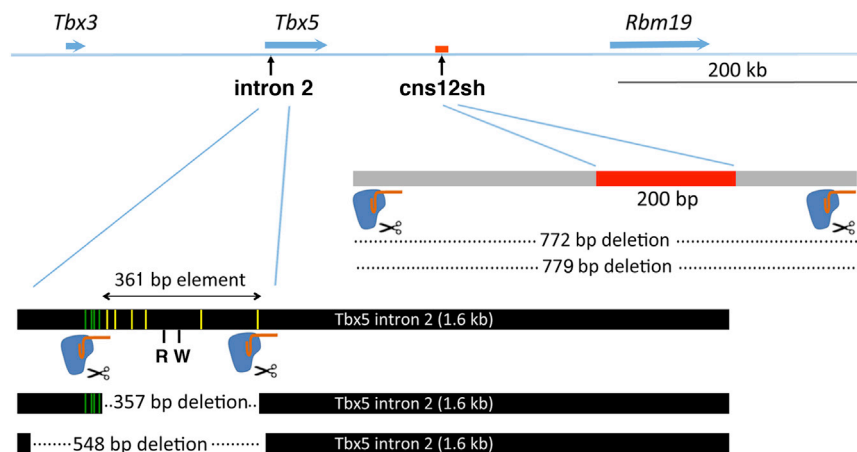 Tbx3 Tbx5 Rbm19
200 kb
intron 2 cns12sh
200 bp
772 bp deletion
779 bp deletion
361 bp element
Tbx5 intron 2 (1.6 kb)
R W
357 bp deletion Tbx5 intron 2 (1.6 kb)
548 bp deletion Tbx5 intron 2 (1.6 kb)